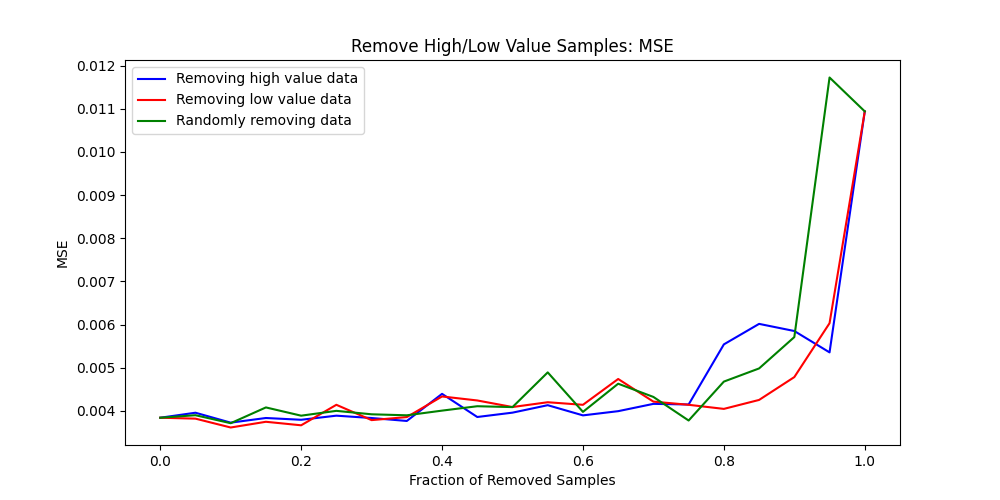 Remove High/Low Value Samples: MSE
0.012
0.011
0.010
0.009
0.008
0.007
0.006
0.005
0.004
MSE
Removing high value data
Removing low value data
Randomly removing data
0.0 0.2 0.4 0.6 0.8 1.0
Fraction of Removed Samples